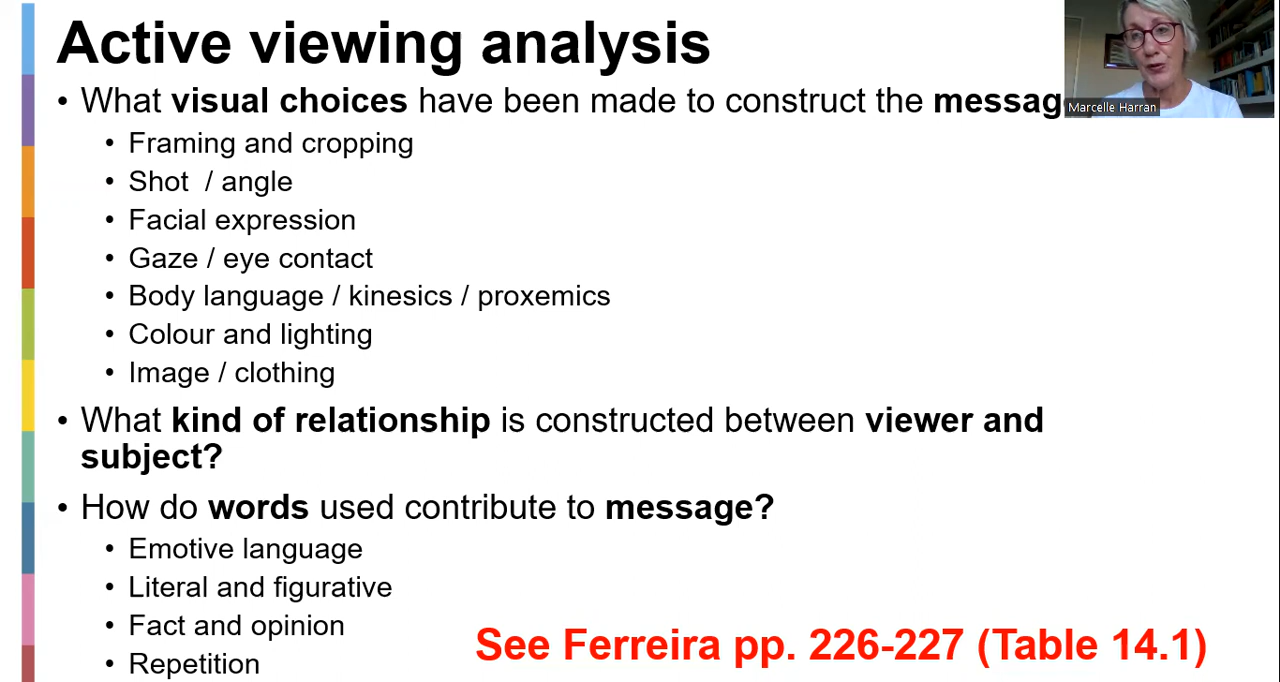 Active viewing analysis
• What visual choices have been made to construct the messag
Marcelle Harran
• Framing and cropping
• Shot / angle
• Facial expression
• Gaze / eye contact
• Body language / kinesics / proxemics
• Colour and lighting
• Image / clothing
• What kind of relationship is constructed between viewer and
subject?
• How do words used contribute to message?
• Emotive language
• Literal and figurative
• Fact and opinion
• Repetition
See Ferreira pp. 226-227 (Table 14.1)